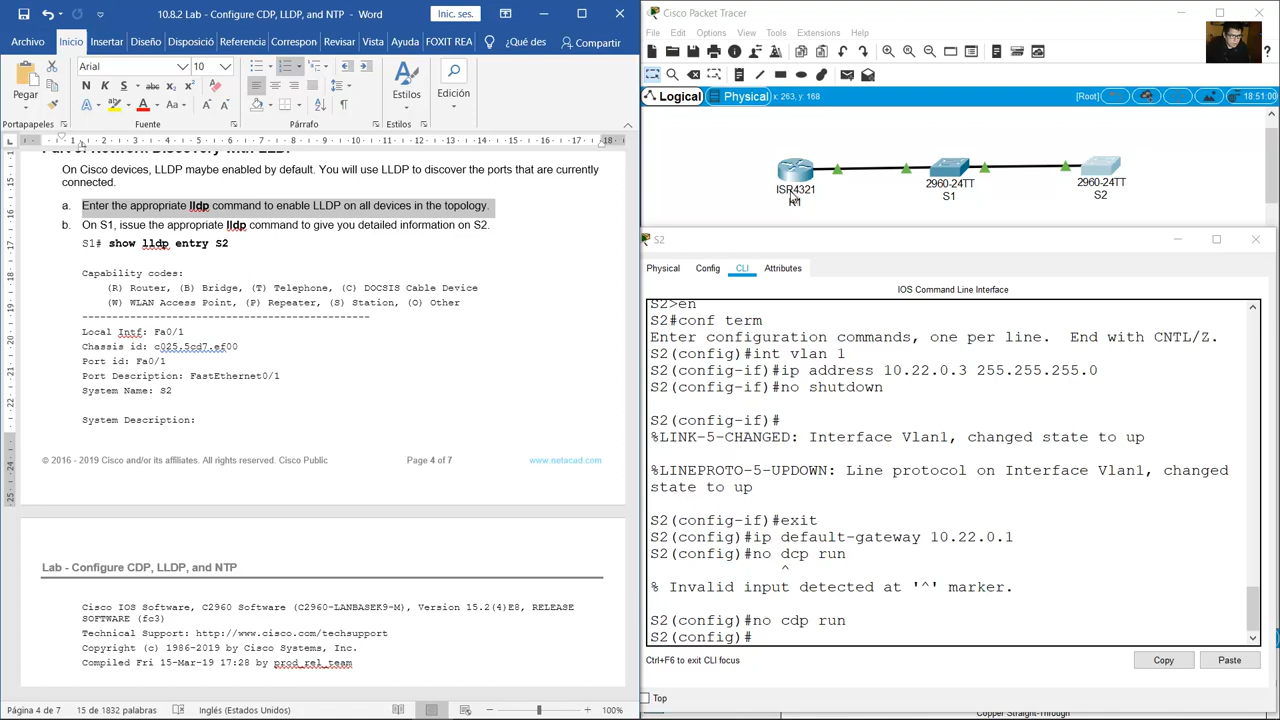 10.8.2 Lab - Configure CDP, LLDP, and NTP - Word
Inic. ses.
Archivo Inicio Disposició Referencia Correspon Revisar Vista Ayuda FOXIT REA ¿Qué des Compartir
Pegar
Arial 10
N K S abc x₂ x²
Aa
Estilos
Edición
Portapapeles Fuente Párrafo Estilos
On Cisco devices, LLDP maybe enabled by default. You will use LLDP to discover the ports that are currently
connected.
a. Enter the appropriate lldp command to enable LLDP on all devices in the topology.
b. On S1, issue the appropriate lldp command to give you detailed information on S2.
S1# show lldp entry S2
Capability codes:
(R) Router, (B) Bridge, (T) Telephone, (C) DOCSIS Cable Device
(W) WLAN Access Point, (P) Repeater, (S) Station, (O) Other
--------------------------------------------------
Local Intf: Fa0/1
Chassis id: c025.5cd7.ef00
Port id: Fa0/1
Port Description: FastEthernet0/1
System Name: S2
System Description:
© 2016 - 2019 Cisco and/or its affiliates. All rights reserved. Cisco Public Page 4 of 7 www.netacad.com
Lab - Configure CDP, LLDP, and NTP
Cisco IOS Software, C2960 Software (C2960-LANBASEK9-M), Version 15.2(4)E8, RELEASE
SOFTWARE (fc3)
Technical Support: http://www.cisco.com/techsupport
Copyright (c) 1986-2019 by Cisco Systems, Inc.
Compiled Fri 15-Mar-19 17:28 by prod_rel_team
Página 4 de 7 15 de 1832 palabras Inglés (Estados Unidos) 100%
Cisco Packet Tracer
File Edit Options View Tools Extensions Help
Logical Physical x: 263, y: 168 [Root] 18:51:00
ISR4321
R1
2960-24TT
S1
2960-24TT
S2
S2
Physical Config CLI Attributes
IOS Command Line Interface
S2>en
S2#conf term
Enter configuration commands, one per line. End with CNTL/Z.
S2(config)#int vlan 1
S2(config-if)#ip address 10.22.0.3 255.255.255.0
S2(config-if)#no shutdown
S2(config-if)#
%LINK-5-CHANGED: Interface Vlan1, changed state to up
%LINEPROTO-5-UPDOWN: Line protocol on Interface Vlan1, changed
state to up
S2(config-if)#exit
S2(config)#ip default-gateway 10.22.0.1
S2(config)#no dcp run
^
% Invalid input detected at '^' marker.
S2(config)#no cdp run
S2(config)#
Ctrl+F6 to exit CLI focus
Copy
Paste
Top
Copper Straight-Through